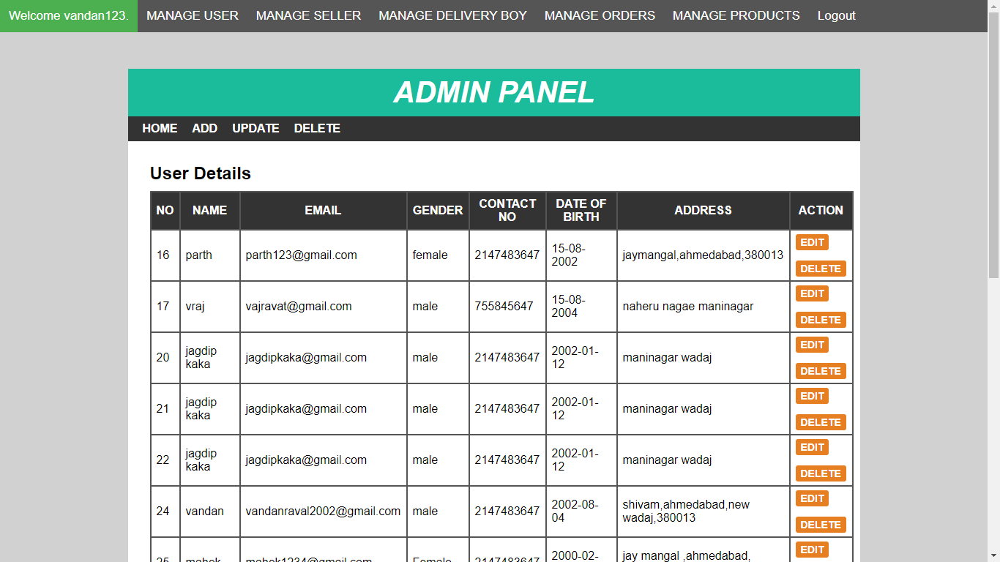 Welcome vandan123. MANAGE USER MANAGE SELLER MANAGE DELIVERY BOY MANAGE ORDERS MANAGE PRODUCTS Logout
ADMIN PANEL
HOME ADD UPDATE DELETE
User Details
NO NAME EMAIL GENDER CONTACT NO DATE OF BIRTH ADDRESS ACTION
16 parth parth123@gmail.com female 2147483647 15-08-2002 jaymangal,ahmedabad,380013 EDIT DELETE
17 vraj vajravat@gmail.com male 755845647 15-08-2004 naheru nagae maninagar EDIT DELETE
20 jagdip kaka jagdipkaka@gmail.com male 2147483647 2002-01-12 maninagar wadaj EDIT DELETE
21 jagdip kaka jagdipkaka@gmail.com male 2147483647 2002-01-12 maninagar wadaj EDIT DELETE
22 jagdip kaka jagdipkaka@gmail.com male 2147483647 2002-01-12 maninagar wadaj EDIT DELETE
24 vandan vandanraval2002@gmail.com male 2147483647 2002-08-04 shivam,ahmedabad,new wadaj,380013 EDIT DELETE
25 mahek mahek1234@gmail.com Female 2147483647 2000-02- jay mangal ,ahmedabad, EDIT